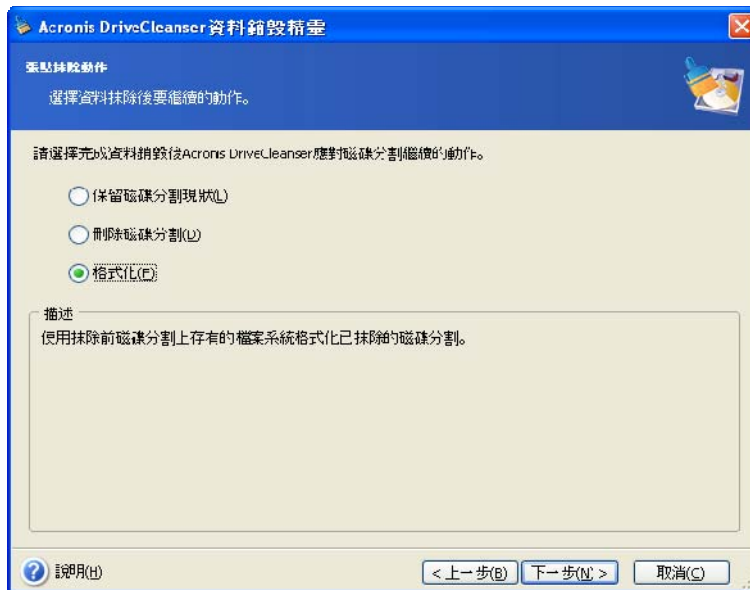 Acronis DriveCleanser資料銷毀精靈
抹除動作
選擇資料抹除後要繼續的動作。
請選擇完成資料銷毀後Acronis DriveCleanser應對磁碟分割繼續的動作。
保留磁碟分割現狀(L)
刪除磁碟分割(D)
格式化(F)
描述
使用抹除前磁碟分割上存有的檔案系統格式化已抹除的磁碟分割。
說明(H)
< 上一步(B)
下一步(N) >
取消(C)